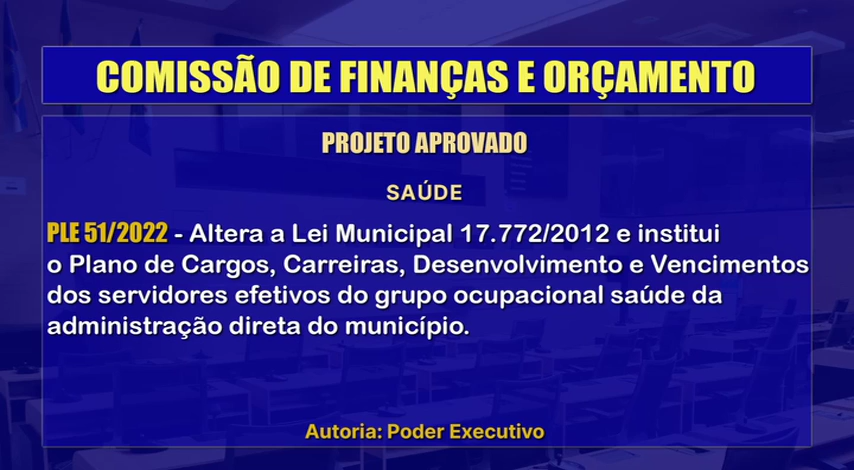 COMISSÃO DE FINANÇAS E ORÇAMENTO
PROJETO APROVADO
SAÚDE
PLE 51/2022 - Altera a Lei Municipal 17.772/2012 e institui
o Plano de Cargos, Carreiras, Desenvolvimento e Vencimentos
dos servidores efetivos do grupo ocupacional saúde da
administração direta do município.
Autoria: Poder Executivo